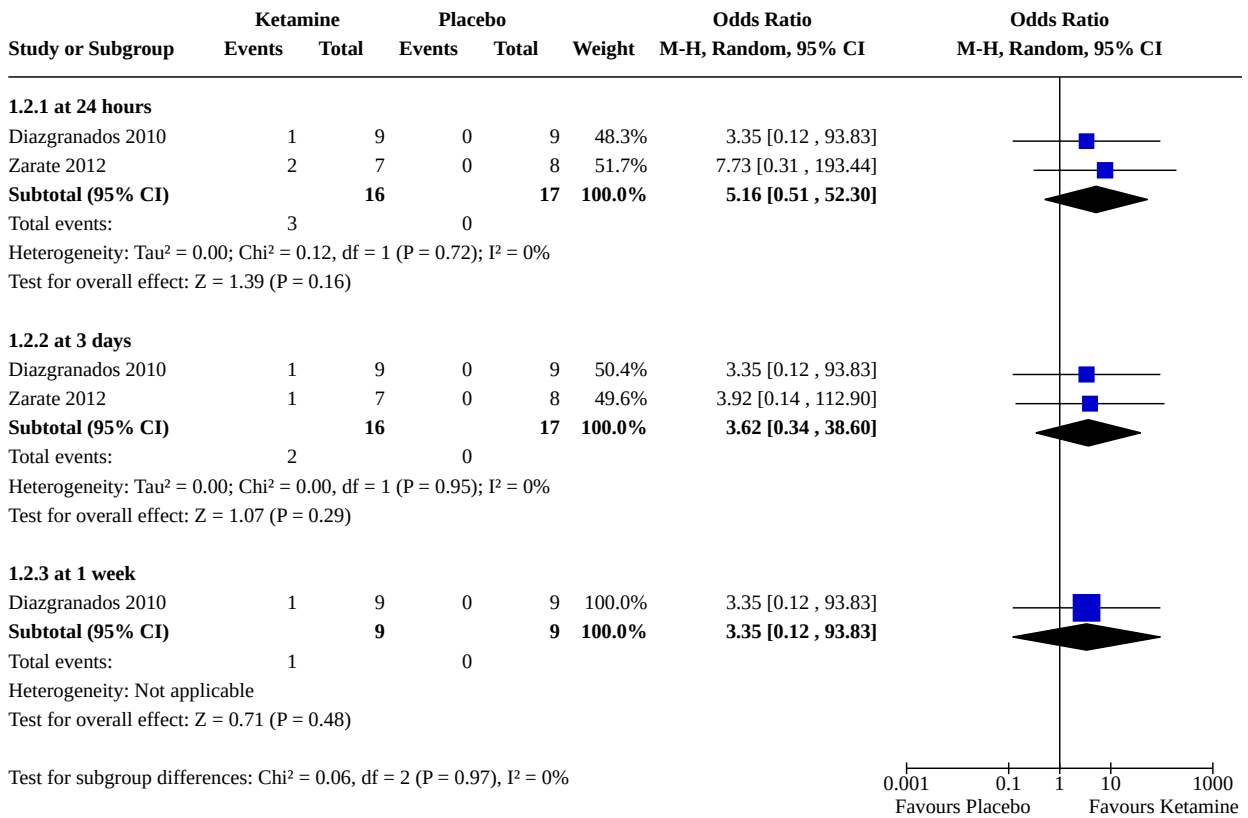 Ketamine Placebo Odds Ratio Odds Ratio
Study or Subgroup Events Total Events Total Weight M-H, Random, 95% CI M-H, Random, 95% CI
1.2.1 at 24 hours
Diazgranados 2010 1 9 0 9 48.3% 3.35 [0.12 , 93.83]
Zarate 2012 2 7 0 8 51.7% 7.73 [0.31 , 193.44]
Subtotal (95% CI) 16 17 100.0% 5.16 [0.51 , 52.30]
Total events: 3 0
Heterogeneity: Tau² = 0.00; Chi² = 0.12, df = 1 (P = 0.72); I² = 0%
Test for overall effect: Z = 1.39 (P = 0.16)
1.2.2 at 3 days
Diazgranados 2010 1 9 0 9 50.4% 3.35 [0.12 , 93.83]
Zarate 2012 1 7 0 8 49.6% 3.92 [0.14 , 112.90]
Subtotal (95% CI) 16 17 100.0% 3.62 [0.34 , 38.60]
Total events: 2 0
Heterogeneity: Tau² = 0.00; Chi² = 0.00, df = 1 (P = 0.95); I² = 0%
Test for overall effect: Z = 1.07 (P = 0.29)
1.2.3 at 1 week
Diazgranados 2010 1 9 0 9 100.0% 3.35 [0.12 , 93.83]
Subtotal (95% CI) 9 9 100.0% 3.35 [0.12 , 93.83]
Total events: 1 0
Heterogeneity: Not applicable
Test for overall effect: Z = 0.71 (P = 0.48)
Test for subgroup differences: Chi² = 0.06, df = 2 (P = 0.97), I² = 0%
0.001 0.1 1 10 1000
Favours Placebo Favours Ketamine